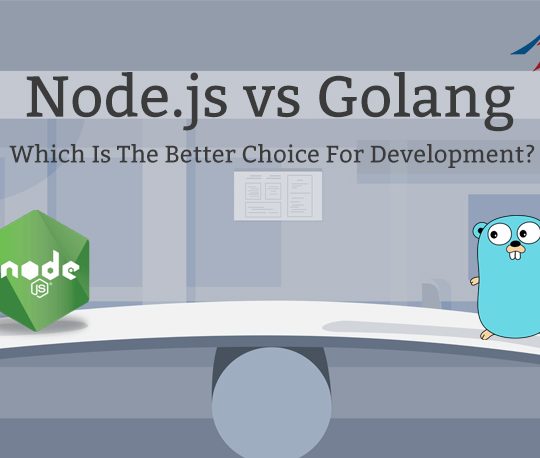 Node.js vs Golang
Which Is The Better Choice For Development?
node
JS